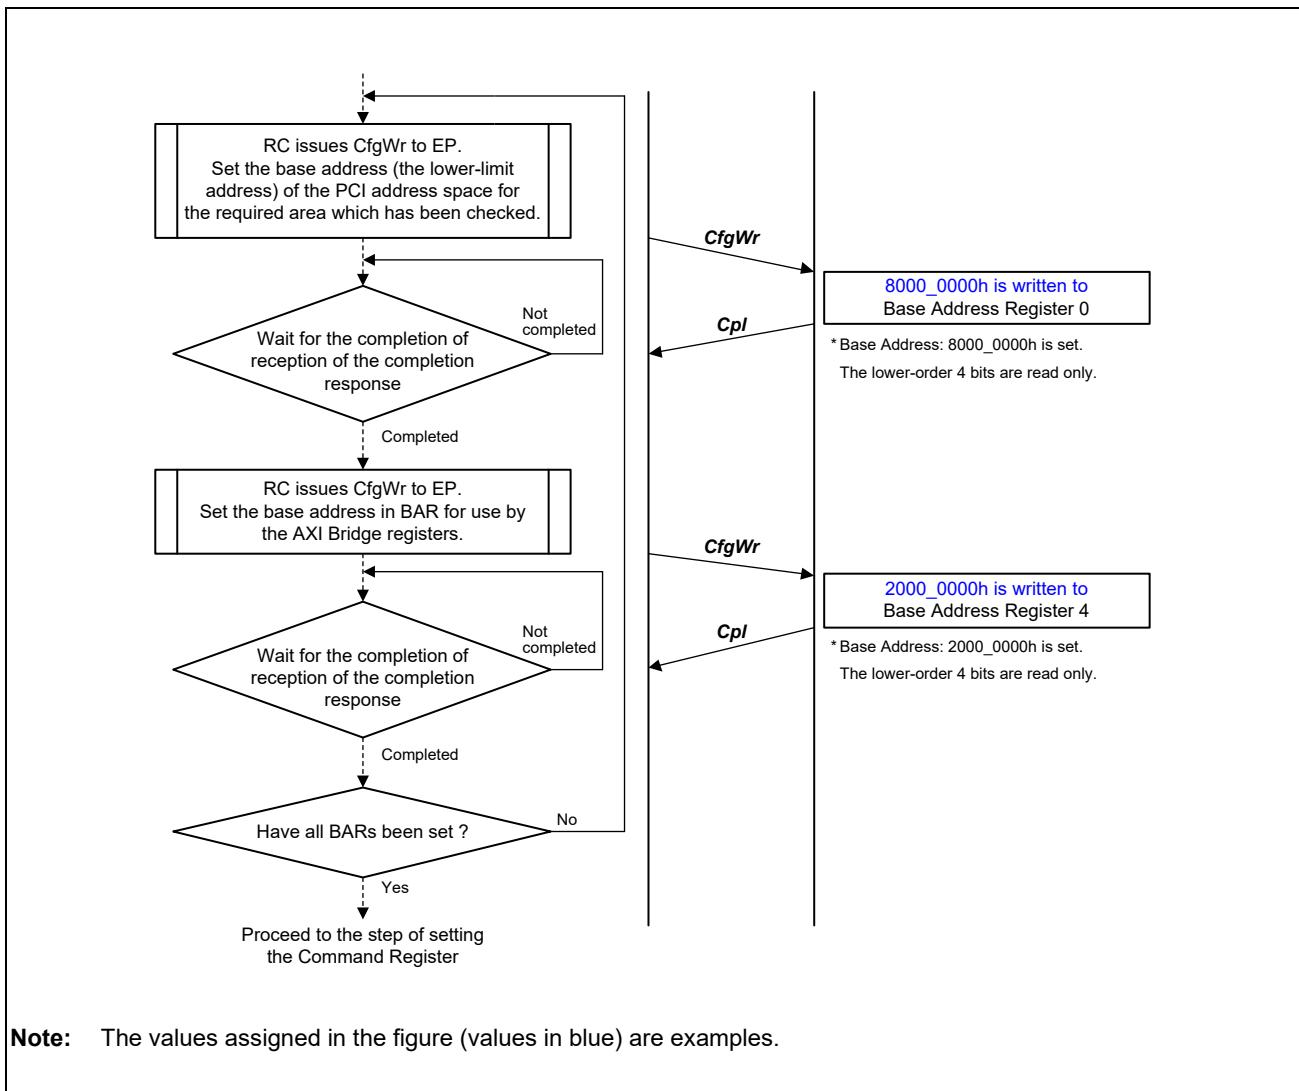 RC issues CfgWr to EP.
Set the base address (the lower-limit
address) of the PCI address space for
the required area which has been checked.
CfgWr
8000_0000h is written to
Base Address Register 0
Not
completed
Cpl
Wait for the completion of
reception of the completion
response
* Base Address: 8000_0000h is set.
The lower-order 4 bits are read only.
Completed
RC issues CfgWr to EP.
Set the base address in BAR for use by
the AXI Bridge registers.
CfgWr
2000_0000h is written to
Base Address Register 4
Not
completed
Cpl
Wait for the completion of
reception of the completion
response
* Base Address: 2000_0000h is set.
The lower-order 4 bits are read only.
Completed
Have all BARs been set ?
No
Yes
Proceed to the step of setting
the Command Register
Note: The values assigned in the figure (values in blue) are examples.